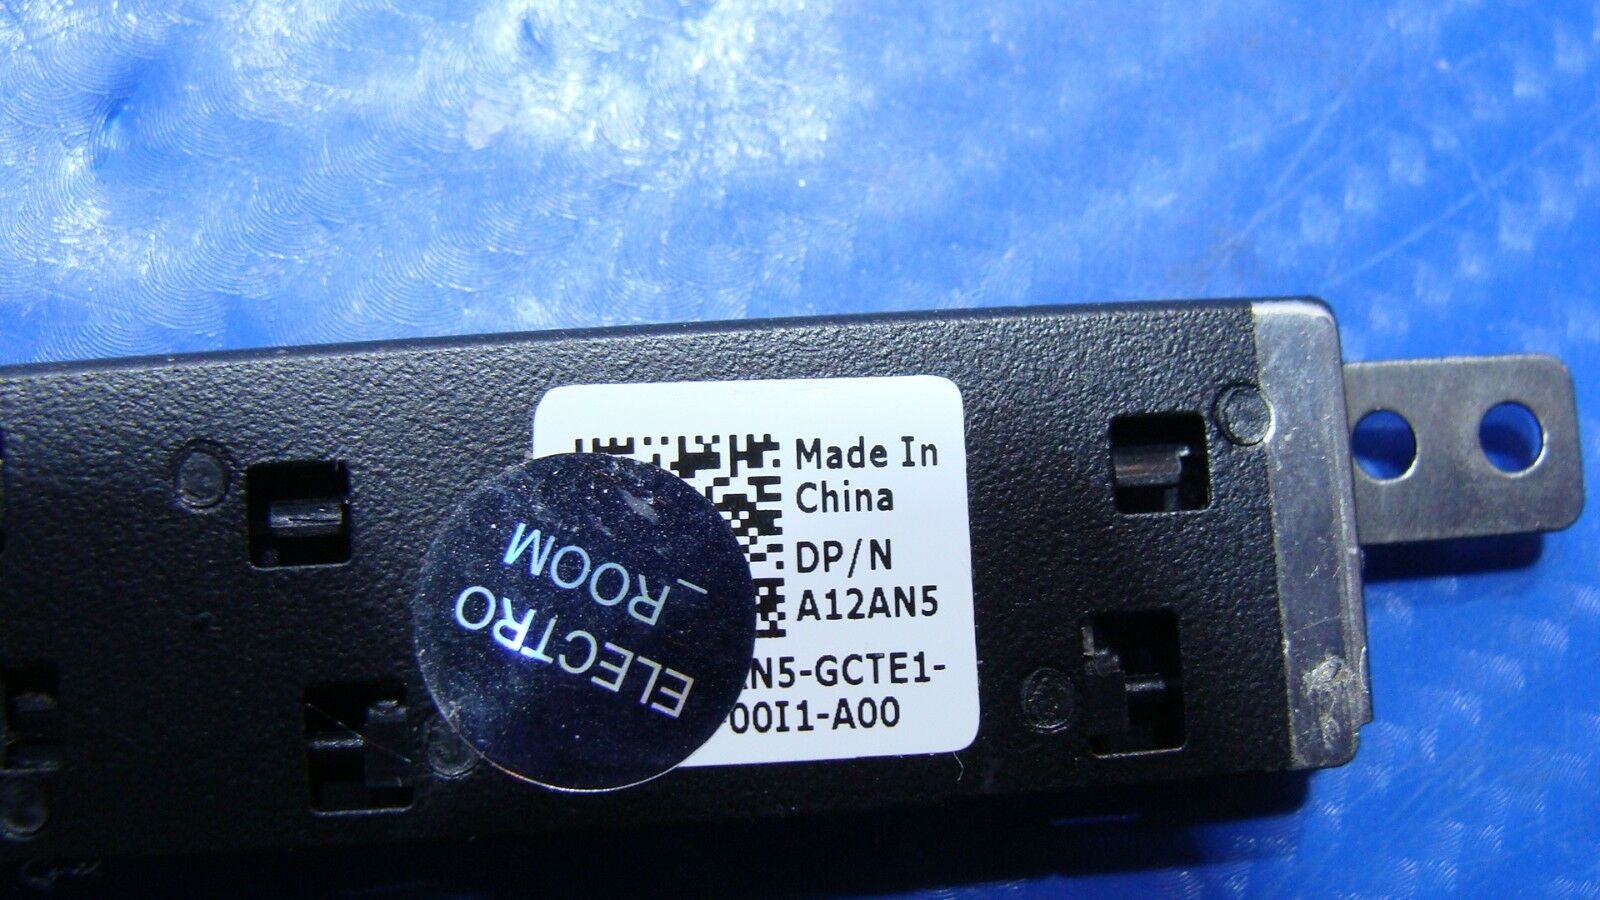 Made In
China
DP/N
A12AN5
N5-GCTE1-
-00I1-A00
ELECTRO
_ROOM